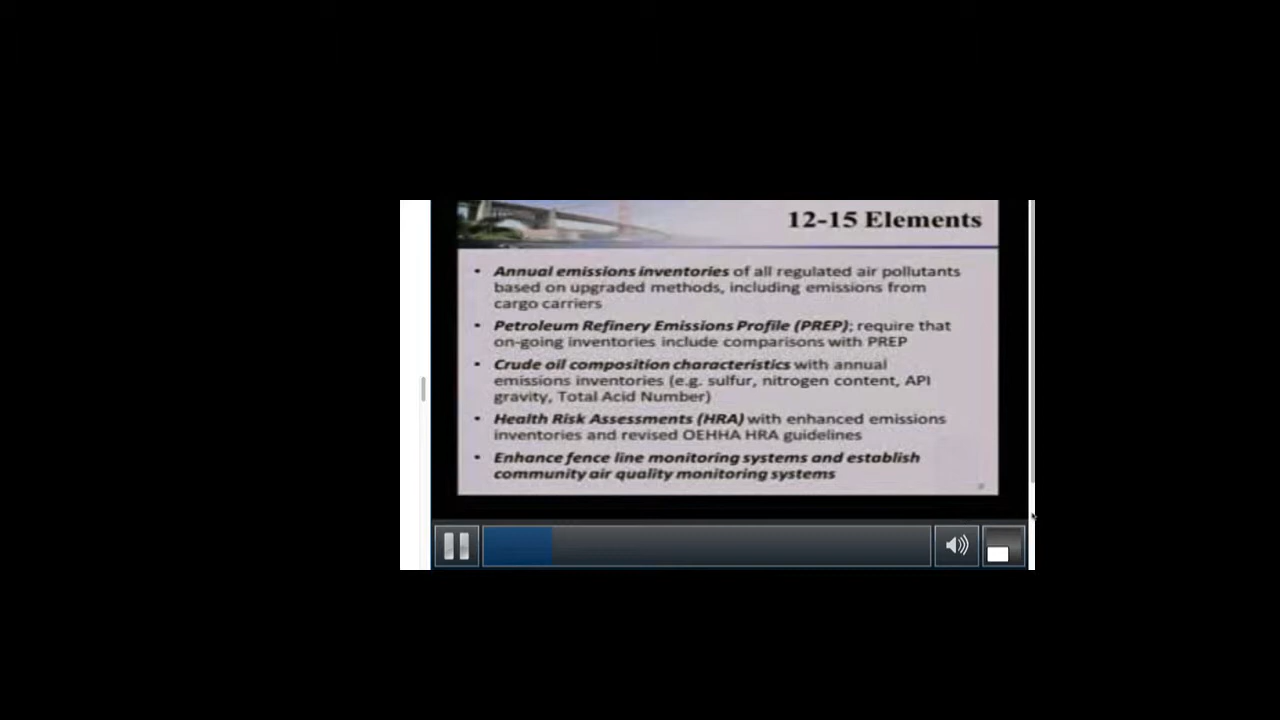 12-15 Elements
• Annual emissions inventories of all regulated air pollutants
based on upgraded methods, including emissions from
cargo carriers
• Petroleum Refinery Emissions Profile (PREP); require that
on-going inventories include comparisons with PREP
• Crude oil composition characteristics with annual
emissions inventories (e.g. sulfur, nitrogen content, API
gravity, Total Acid Number)
• Health Risk Assessments (HRA) with enhanced emissions
inventories and revised OEHHA HRA guidelines
• Enhance fence line monitoring systems and establish
community air quality monitoring systems